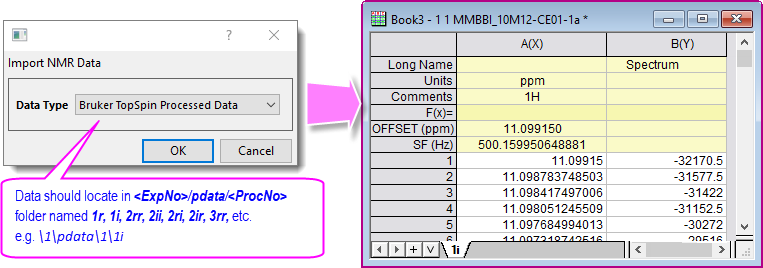 Import NMR Data
Data Type Bruker TopSpin Processed Data
OK Cancel
Data should locate in <ExpNo>/pdata/<ProcNo>
folder named 1r, 1i, 2rr, 2ii, 2ri, 2ir, 3rr, etc.
e.g. \1\pdata\1\1i
Book3 - 1 1 MMBBI_10M12-CE01-1a *
A(X) B(Y)
Long Name Spectrum
Units ppm
Comments 1H
F(x)=
OFFSET (ppm) 11.099150
SF (Hz) 500.159950648881
1 11.09915 -32170.5
2 11.098783748503 -31577.5
3 11.098417497006 -31422
4 11.098051245509 -31152.5
5 11.097684994013 -30272
6 11.097318742516 -29516
1i